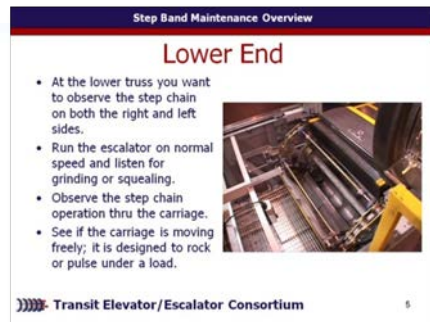 Step Band Maintenance Overview
Lower End
• At the lower truss you want
to observe the step chain
on both the right and left
sides.
• Run the escalator on normal
speed and listen for
grinding or squealing.
• Observe the step chain
operation thru the carriage.
• See if the carriage is moving
freely; it is designed to rock
or pulse under a load.
Transit Elevator/Escalator Consortium
5